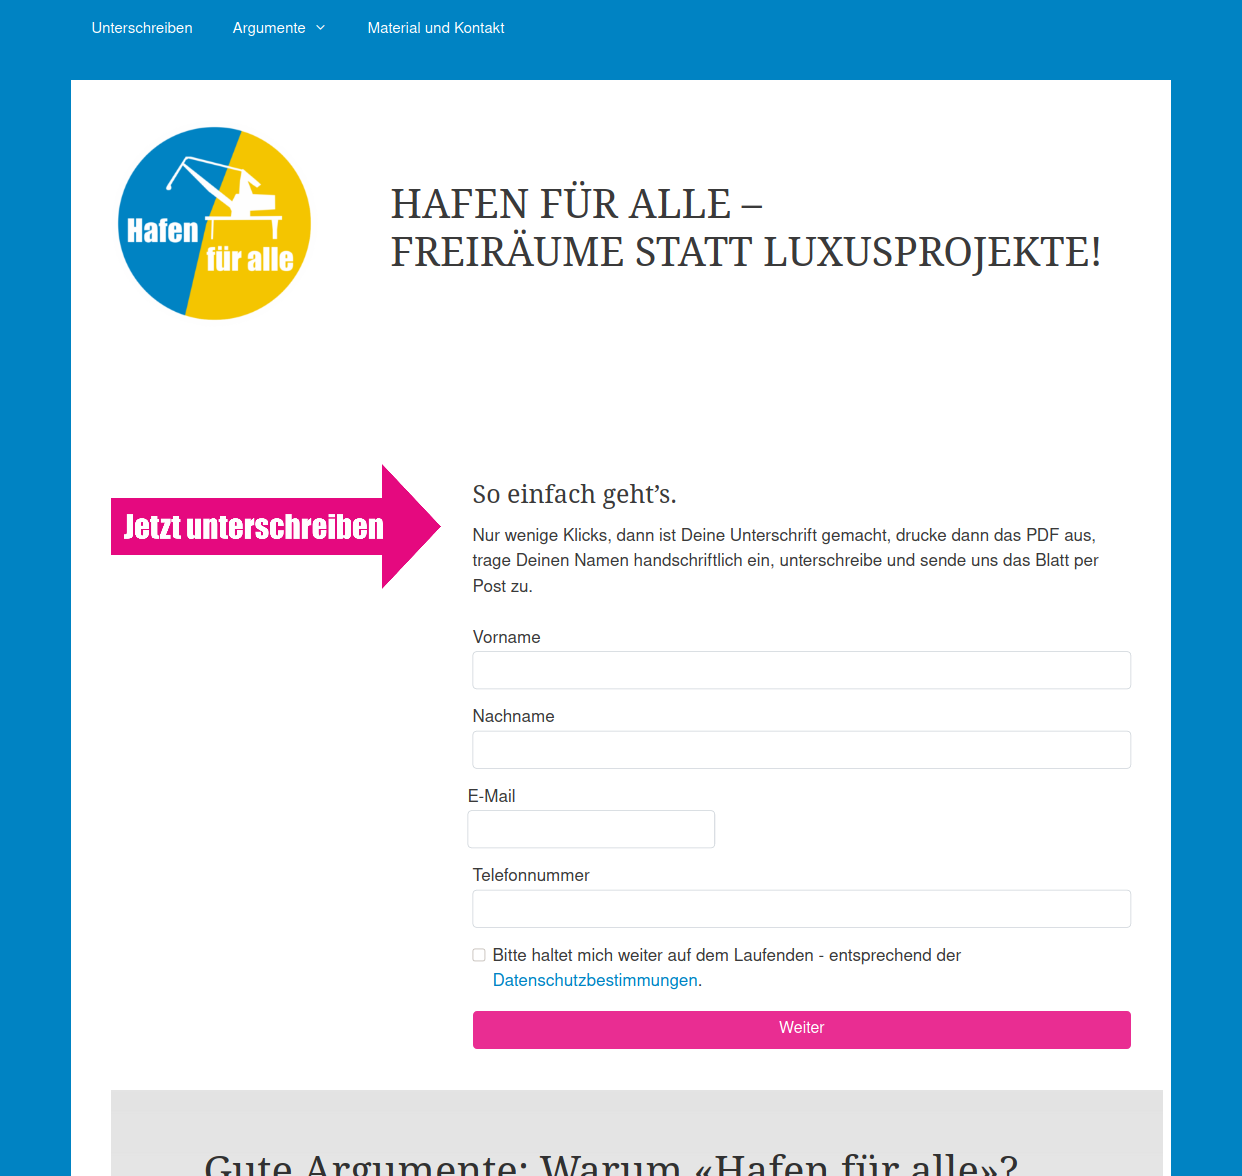 Unterschreiben
Argumente
Material und Kontakt
Hafen
für alle
HAFEN FÜR ALLE –
FREIRÄUME STATT LUXUSPROJEKTE!
Jetzt unterschreiben
So einfach geht’s.
Nur wenige Klicks, dann ist Deine Unterschrift gemacht, drucke dann das PDF aus,
trage Deinen Namen handschriftlich ein, unterschreibe und sende uns das Blatt per
Post zu.
Vorname
Nachname
E-Mail
Telefonnummer
Bitte haltet mich weiter auf dem Laufenden - entsprechend der
Datenschutzbestimmungen.
Weiter
Gute Argumente: Warum «Hafen für alle»?